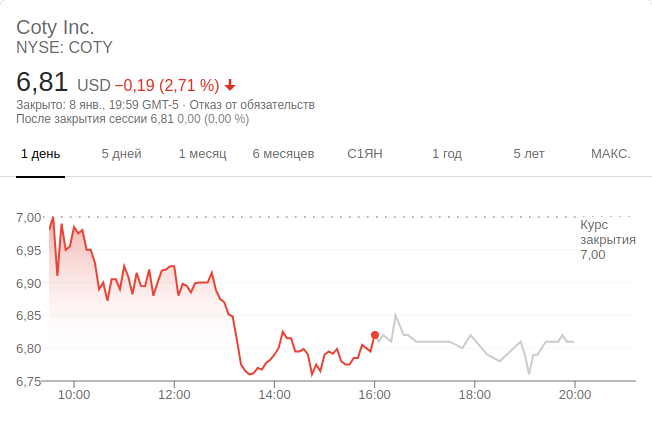 Coty Inc.
NYSE: COTY
6,81 USD −0,19 (2,71 %)
Закрыто: 8 янв., 19:59 GMT-5 · Отказ от обязательств
После закрытия сессии 6,81 0,00 (0,00 %)
1 день 5 дней 1 месяц 6 месяцев С1ЯН 1 год 5 лет МАКС.
7,00
Курс
закрытия
7,00
6,95
6,90
6,85
6,80
6,75
10:00 12:00 14:00 16:00 18:00 20:00